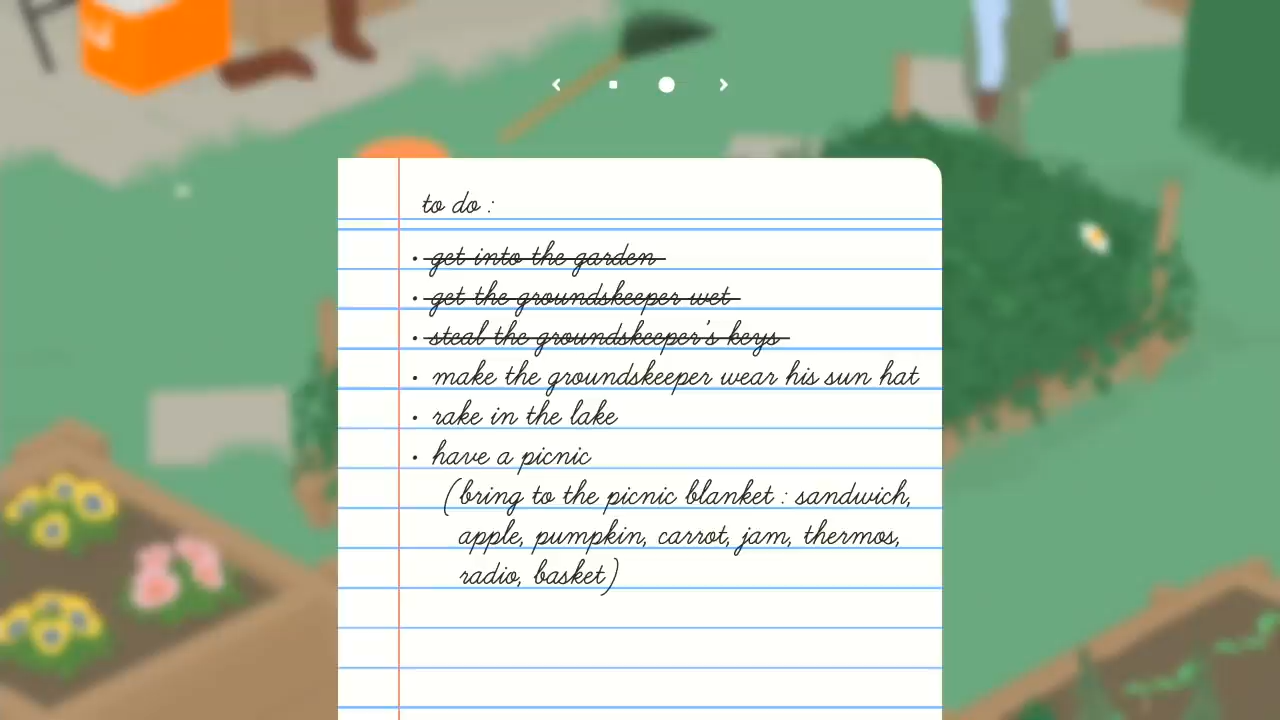 to do :
• get into the garden
• get the groundskeeper wet
• steal the groundskeeper's keys
• make the groundskeeper wear his sun hat
• rake in the lake
• have a picnic
(bring to the picnic blanket : sandwich,
apple, pumpkin, carrot, jam, thermos,
radio, basket)